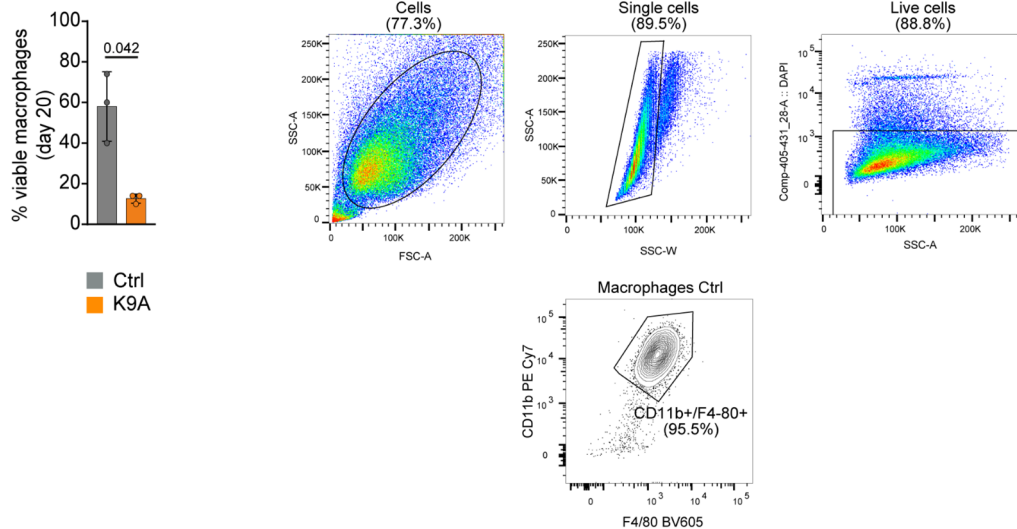 % viable macrophages
(day 20)
100
80
60
40
20
0
0.042
Ctrl
K9A
Cells
(77.3%)
SSC-A
250K
200K
150K
100K
50K
0
0
100K
200K
FSC-A
Single cells
(89.5%)
SSC-A
250K
200K
150K
100K
50K
0
0
100K
200K
SSC-W
Live cells
(88.8%)
Comp-405-431_28-A :: DAPI
10^5
10^4
10^3
0
0
100K
200K
SSC-A
Macrophages Ctrl
CD11b PE Cy7
10^5
10^4
10^3
0
CD11b+/F4-80+
(95.5%)
0
10^3
10^4
10^5
F4/80 BV605